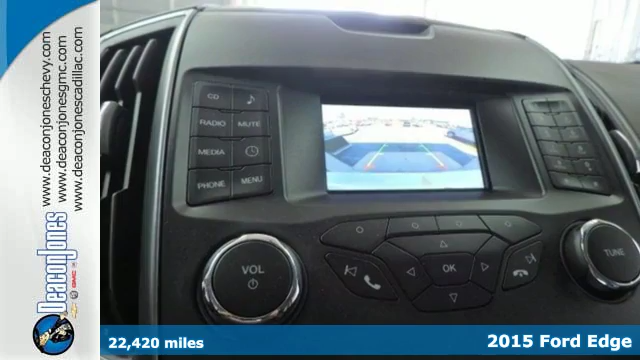 www.deaconjoneschevy.com
www.deaconjonesgmc.com
www.deaconjonescadillac.com
DeaconJones
GMC
CD
RADIO
MUTE
MEDIA
PHONE
MENU
VOL
OK
TUNE
22,420 miles
2015 Ford Edge